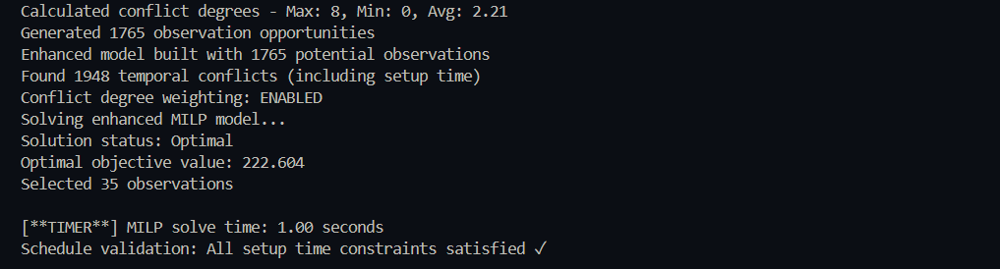 Calculated conflict degrees - Max: 8, Min: 0, Avg: 2.21
Generated 1765 observation opportunities
Enhanced model built with 1765 potential observations
Found 1948 temporal conflicts (including setup time)
Conflict degree weighting: ENABLED
Solving enhanced MILP model...
Solution status: Optimal
Optimal objective value: 222.604
Selected 35 observations
[**TIMER**] MILP solve time: 1.00 seconds
Schedule validation: All setup time constraints satisfied ✓